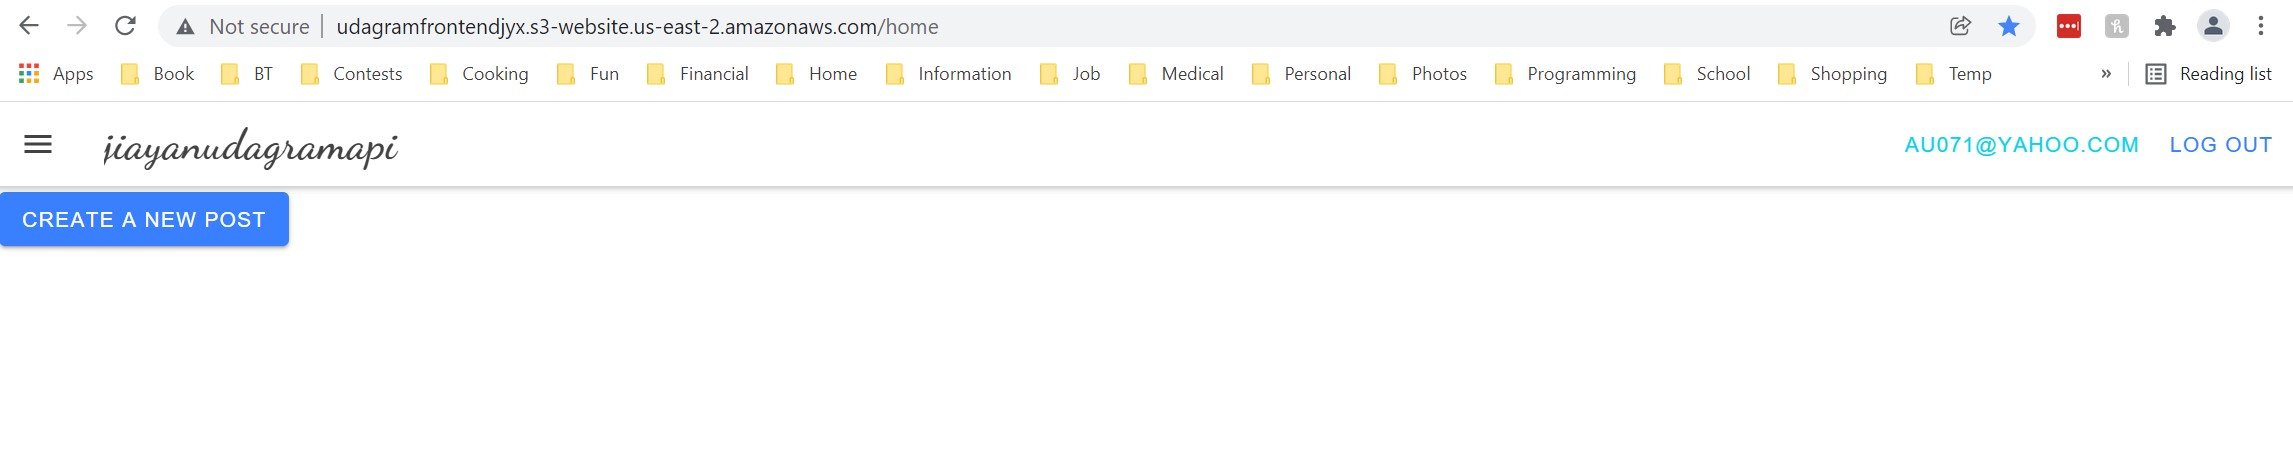 Not secure | udagramfrontendjyx.s3-website.us-east-2.amazonaws.com/home
Apps Book BT Contests Cooking Fun Financial Home Information Job Medical Personal Photos Programming School Shopping Temp » Reading list
jiayanudagramapi AU071@YAHOO.COM LOG OUT
CREATE A NEW POST